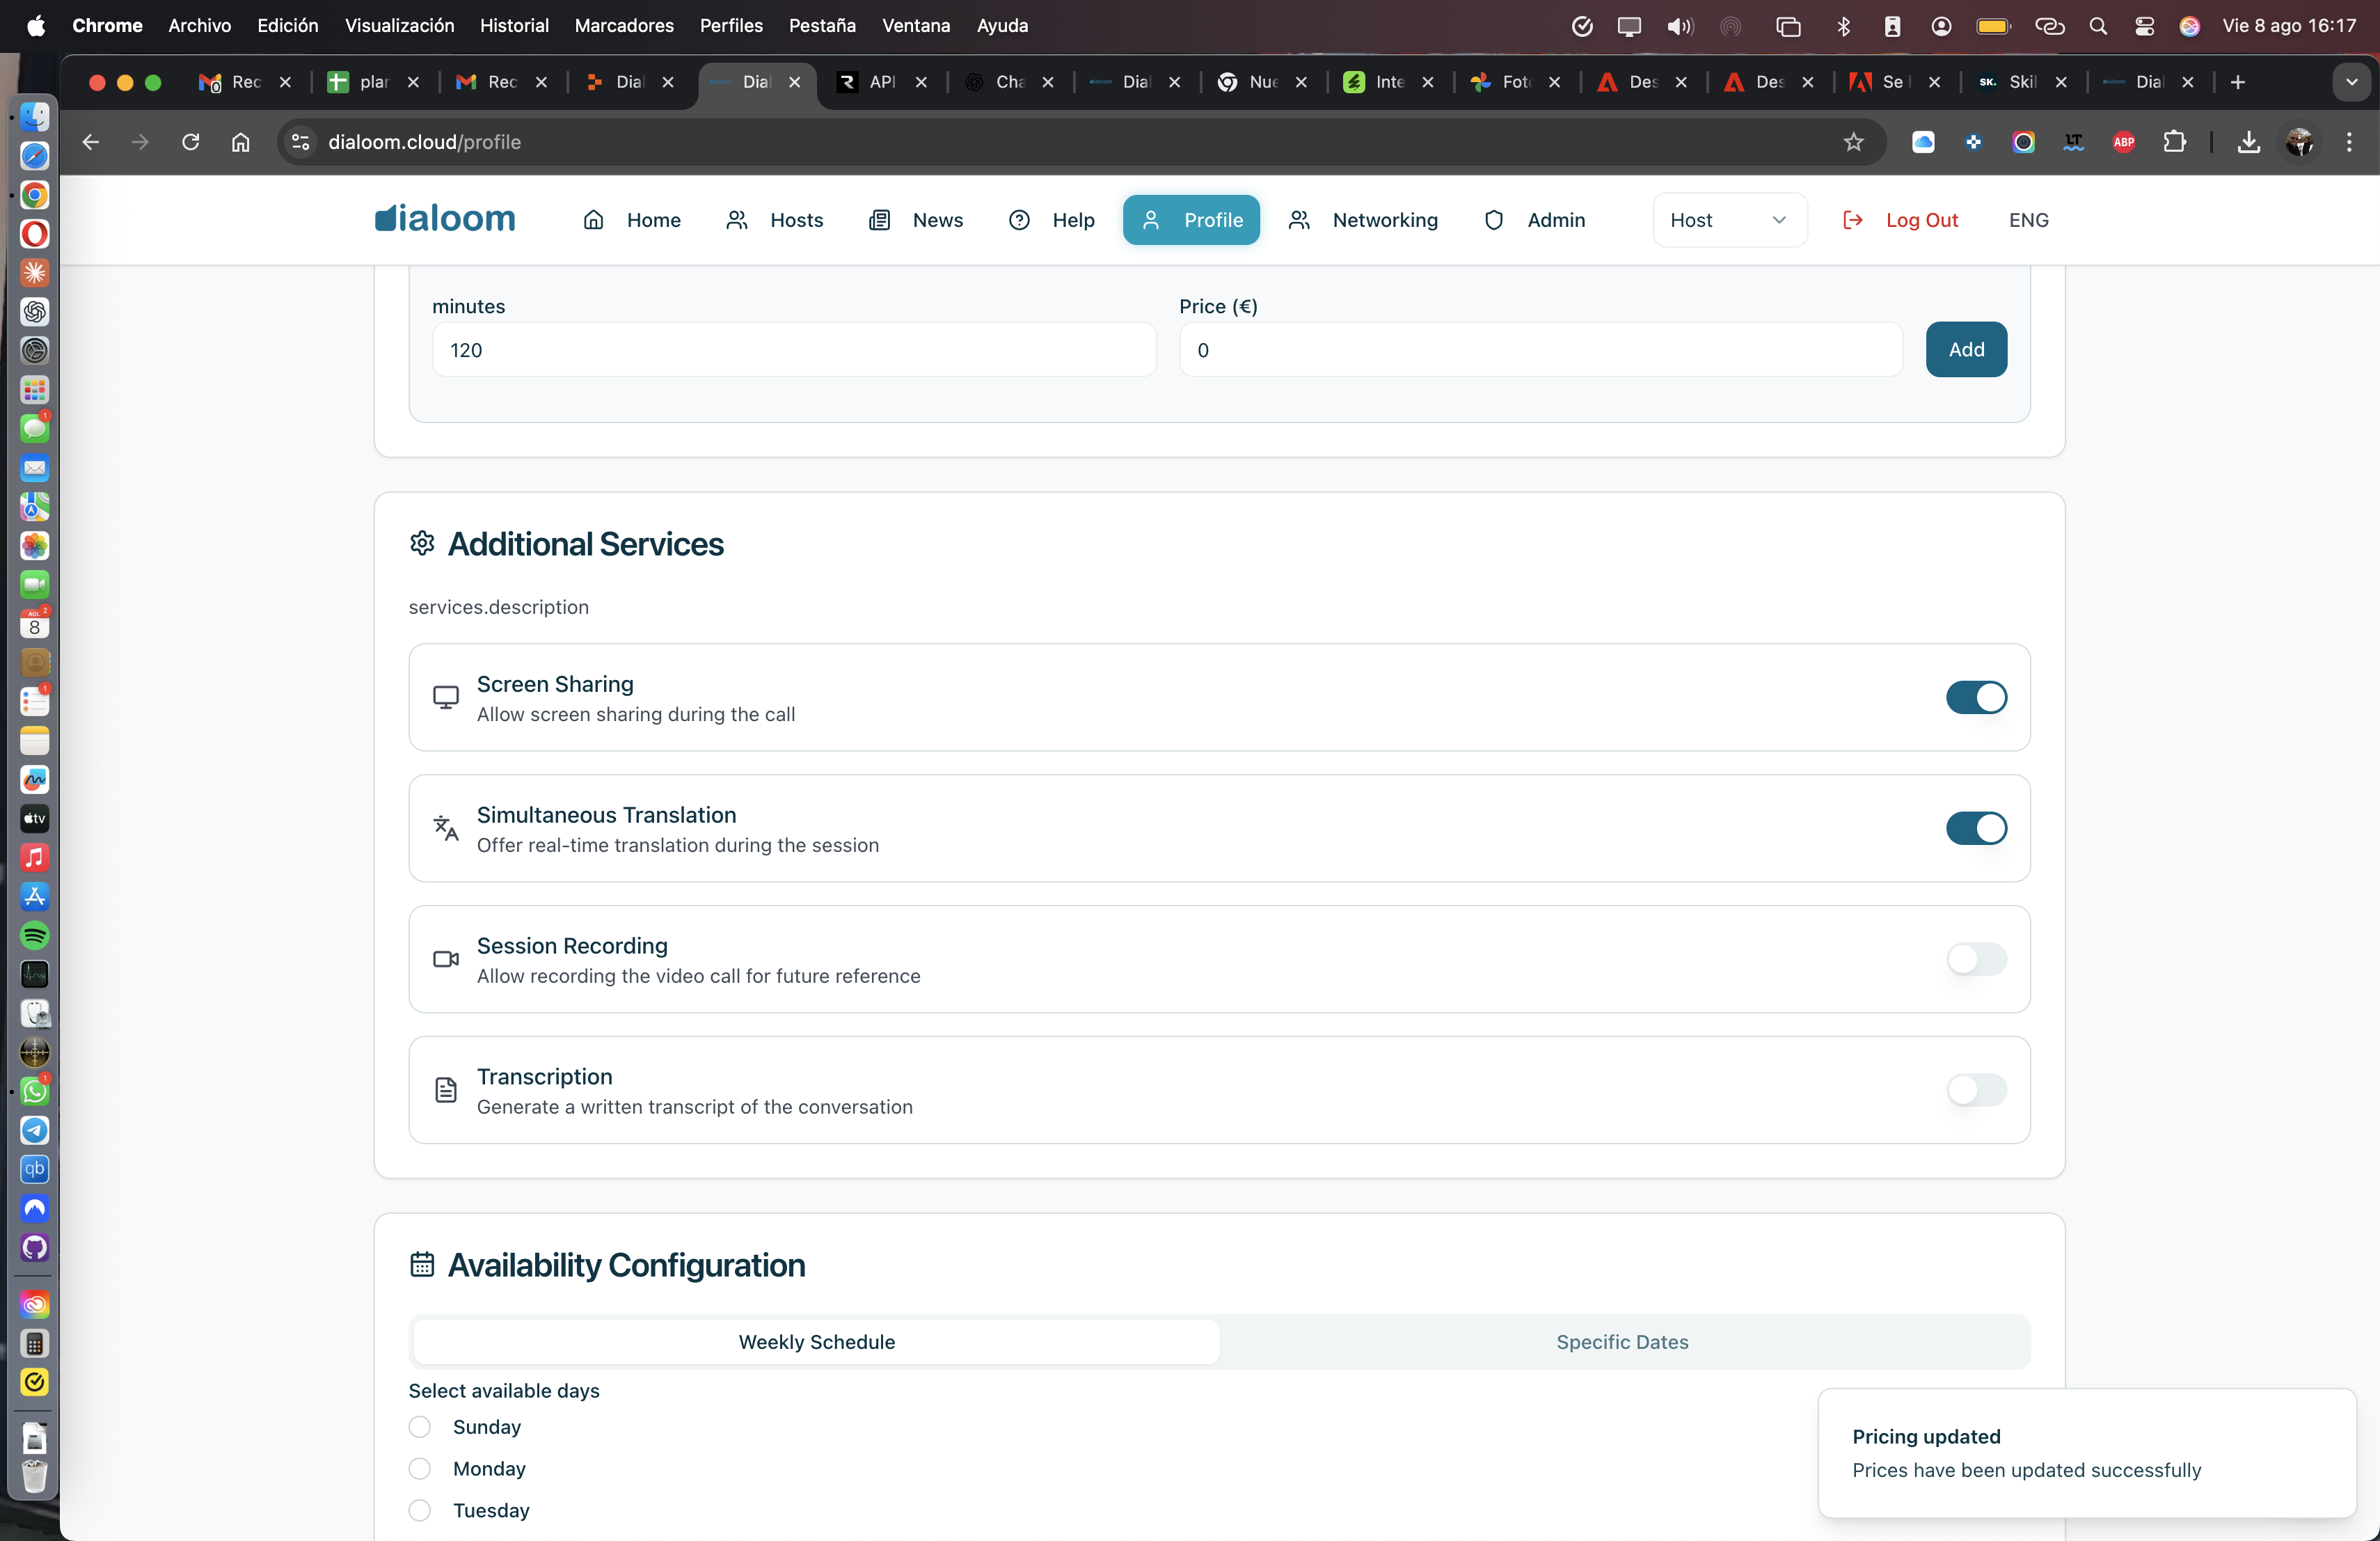 Chrome Archivo Edición Visualización Historial Marcadores Perfiles Pestaña Ventana Ayuda Vie 8 ago 16:17
Rec plan Rec Dial Dial API Cha Dial Nue Inte Foto Des Des Se SK. Skil Dial
dialoom.cloud/profile ABP
dialoom Home Hosts News Help Profile Networking Admin Host Log Out ENG
minutes Price (€)
120 0 Add
Additional Services
services.description
Screen Sharing
Allow screen sharing during the call
Simultaneous Translation
Offer real-time translation during the session
Session Recording
Allow recording the video call for future reference
Transcription
Generate a written transcript of the conversation
Availability Configuration
Weekly Schedule Specific Dates
Select available days
Sunday
Monday
Tuesday
Pricing updated
Prices have been updated successfully